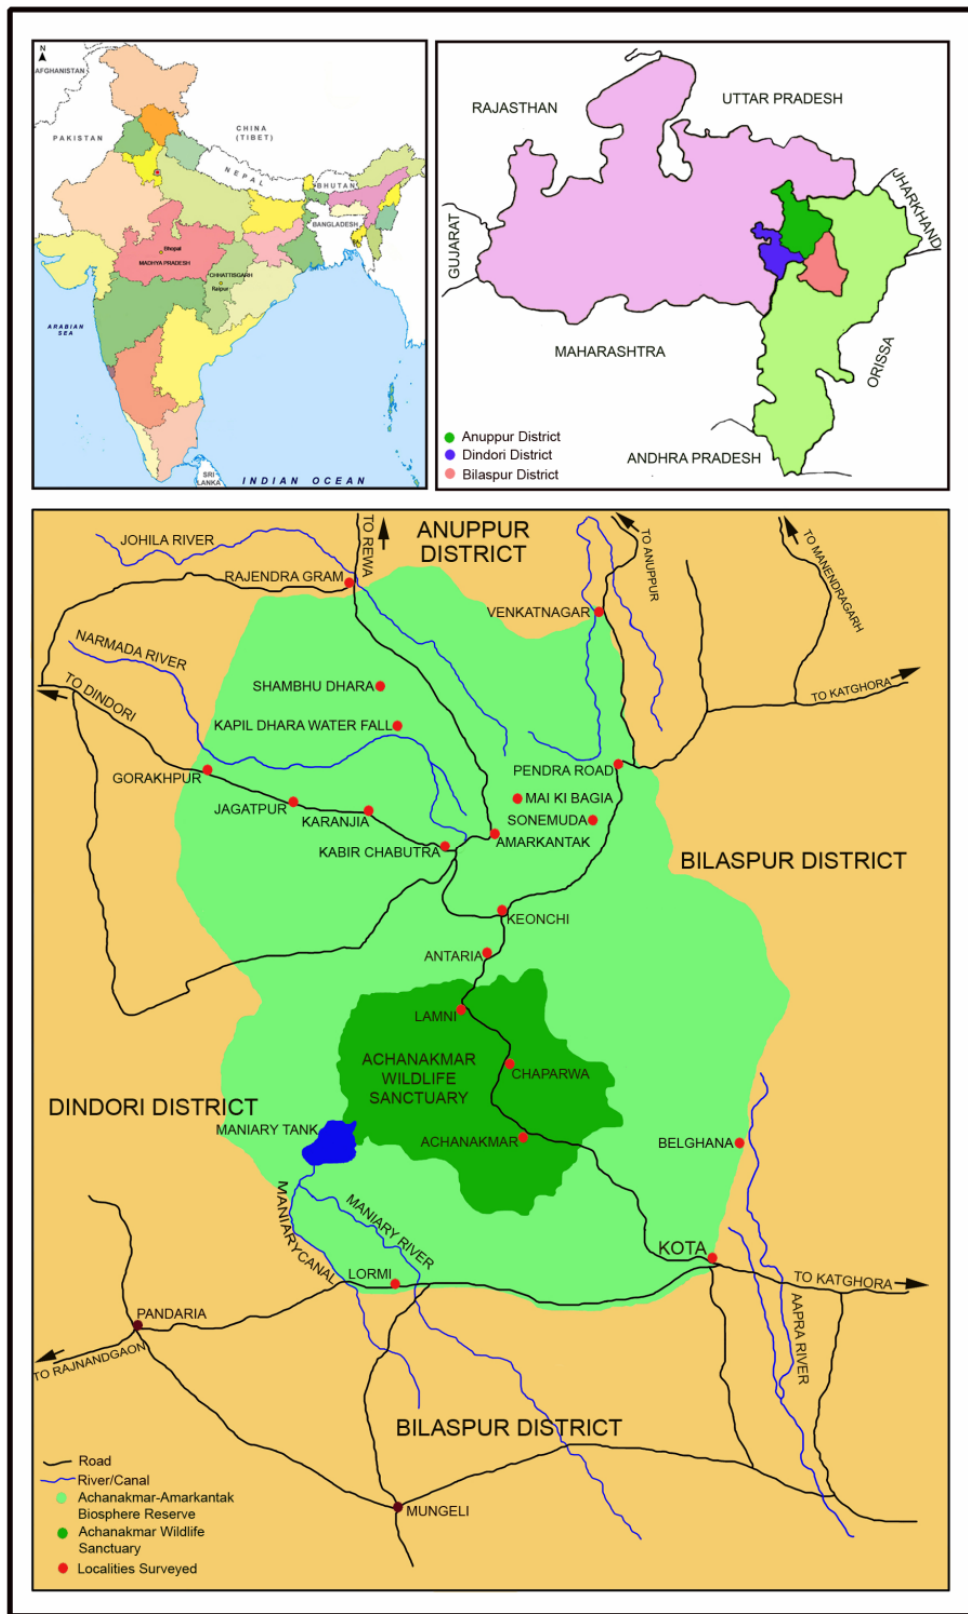 N
AFGHANISTAN
PAKISTAN
CHINA
(TIBET)
NEPAL
BHUTAN
BANGLADESH
Bhopal
MADHYA PRADESH
CHHATTISGARH
Raipur
ARABIAN
SEA
SRI
LANKA
INDIAN OCEAN
RAJASTHAN
UTTAR PRADESH
JHARKHAND
GUJARAT
MAHARASHTRA
ORISSA
ANDHRA PRADESH
Anuppur District
Dindori District
Bilaspur District
ANUPPUR
DISTRICT
JOHILA RIVER
TO REWA
TO ANUPPUR
TO MANENDRAGARH
RAJENDRA GRAM
VENKATNAGAR
NARMADA RIVER
TO DINDORI
SHAMBHU DHARA
TO KATGHORA
KAPIL DHARA WATER FALL
GORAKHPUR
PENDRA ROAD
JAGATPUR
MAI KI BAGIA
KARANJIA
SONEMUDA
AMARKANTAK
KABIR CHABUTRA
BILASPUR DISTRICT
KEONCHI
ANTARIA
LAMNI
ACHANAKMAR
WILDLIFE
SANCTUARY
CHAPARWA
DINDORI DISTRICT
MANIARY TANK
ACHANAKMAR
BELGHANA
MANIARY CANAL
MANIARY RIVER
KOTA
LORMI
TO KATGHORA
AAPRA RIVER
PANDARIA
TO RAJNANDGAON
BILASPUR DISTRICT
MUNGELI
Road
River/Canal
Achanakmar-Amarkantak
Biosphere Reserve
Achanakmar Wildlife
Sanctuary
Localities Surveyed